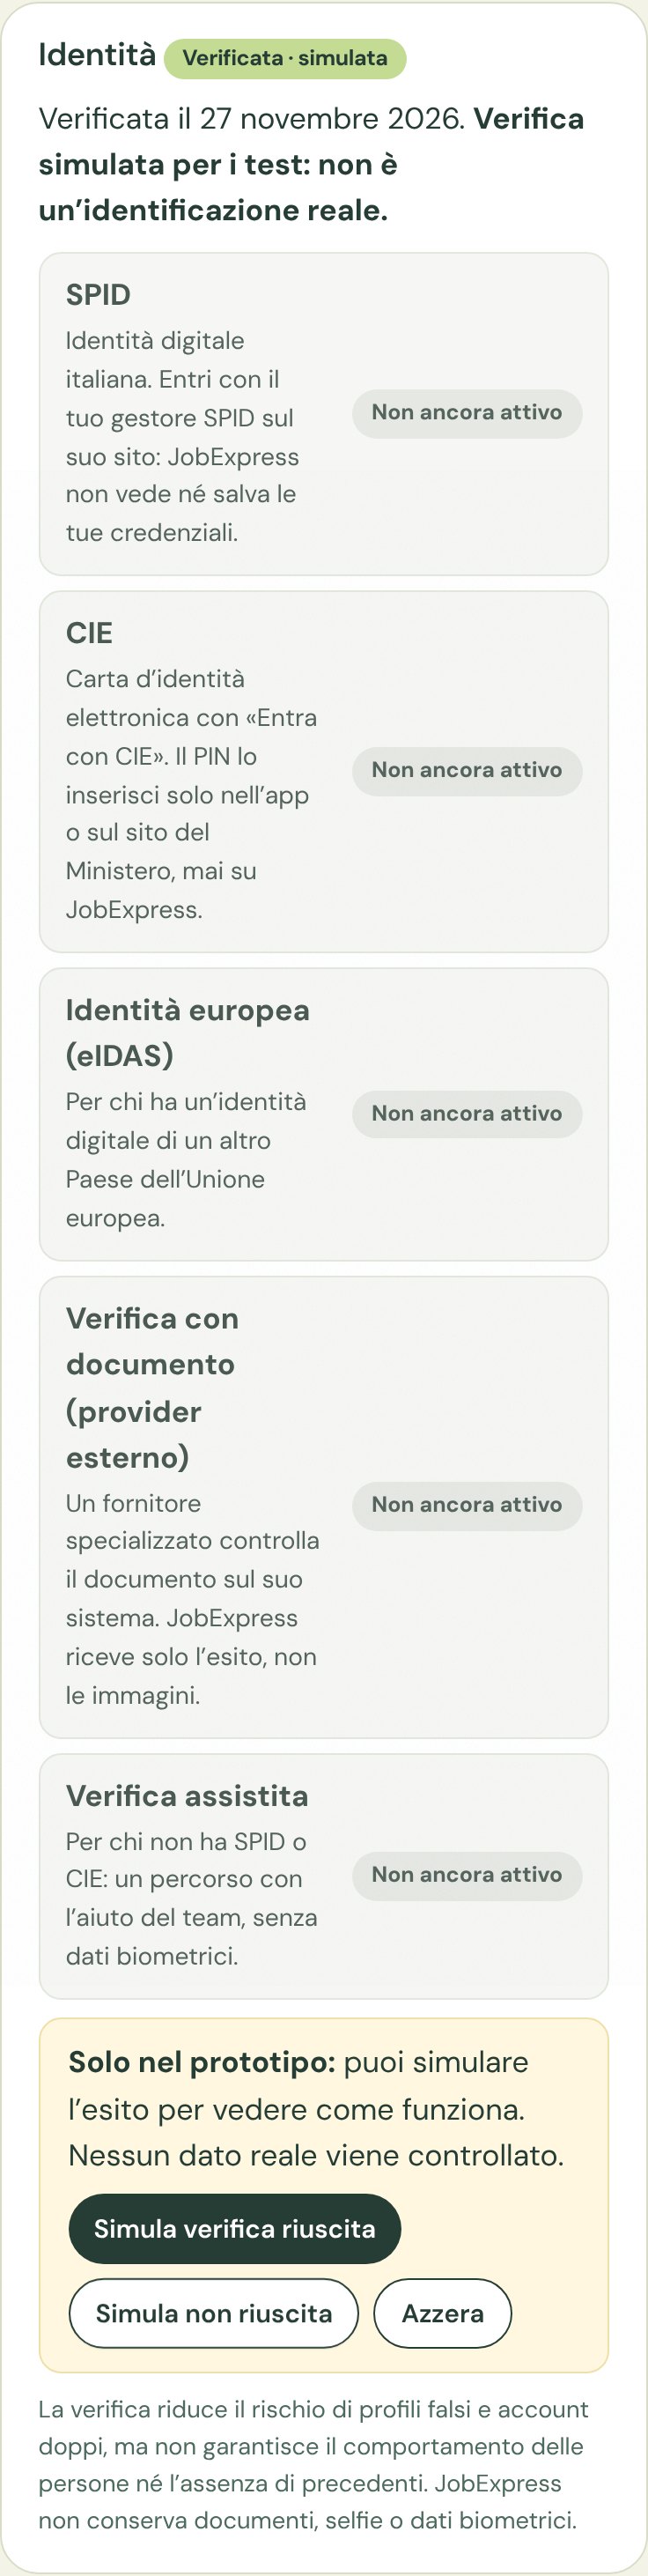 Identità Verificata · simulata
Verificata il 27 novembre 2026. Verifica
simulata per i test: non è
un’identificazione reale.
SPID
Identità digitale
italiana. Entri con il
tuo gestore SPID sul
suo sito: JobExpress
non vede né salva le
tue credenziali.
Non ancora attivo
CIE
Carta d’identità
elettronica con «Entra
con CIE». Il PIN lo
inserisci solo nell’app
o sul sito del
Ministero, mai su
JobExpress.
Non ancora attivo
Identità europea
(eIDAS)
Per chi ha un’identità
digitale di un altro
Paese dell’Unione
europea.
Non ancora attivo
Verifica con
documento
(provider
esterno)
Un fornitore
specializzato controlla
il documento sul suo
sistema. JobExpress
riceve solo l’esito, non
le immagini.
Non ancora attivo
Verifica assistita
Per chi non ha SPID o
CIE: un percorso con
l’aiuto del team, senza
dati biometrici.
Non ancora attivo
Solo nel prototipo: puoi simulare
l’esito per vedere come funziona.
Nessun dato reale viene controllato.
Simula verifica riuscita
Simula non riuscita Azzera
La verifica riduce il rischio di profili falsi e account
doppi, ma non garantisce il comportamento delle
persone né l’assenza di precedenti. JobExpress
non conserva documenti, selfie o dati biometrici.